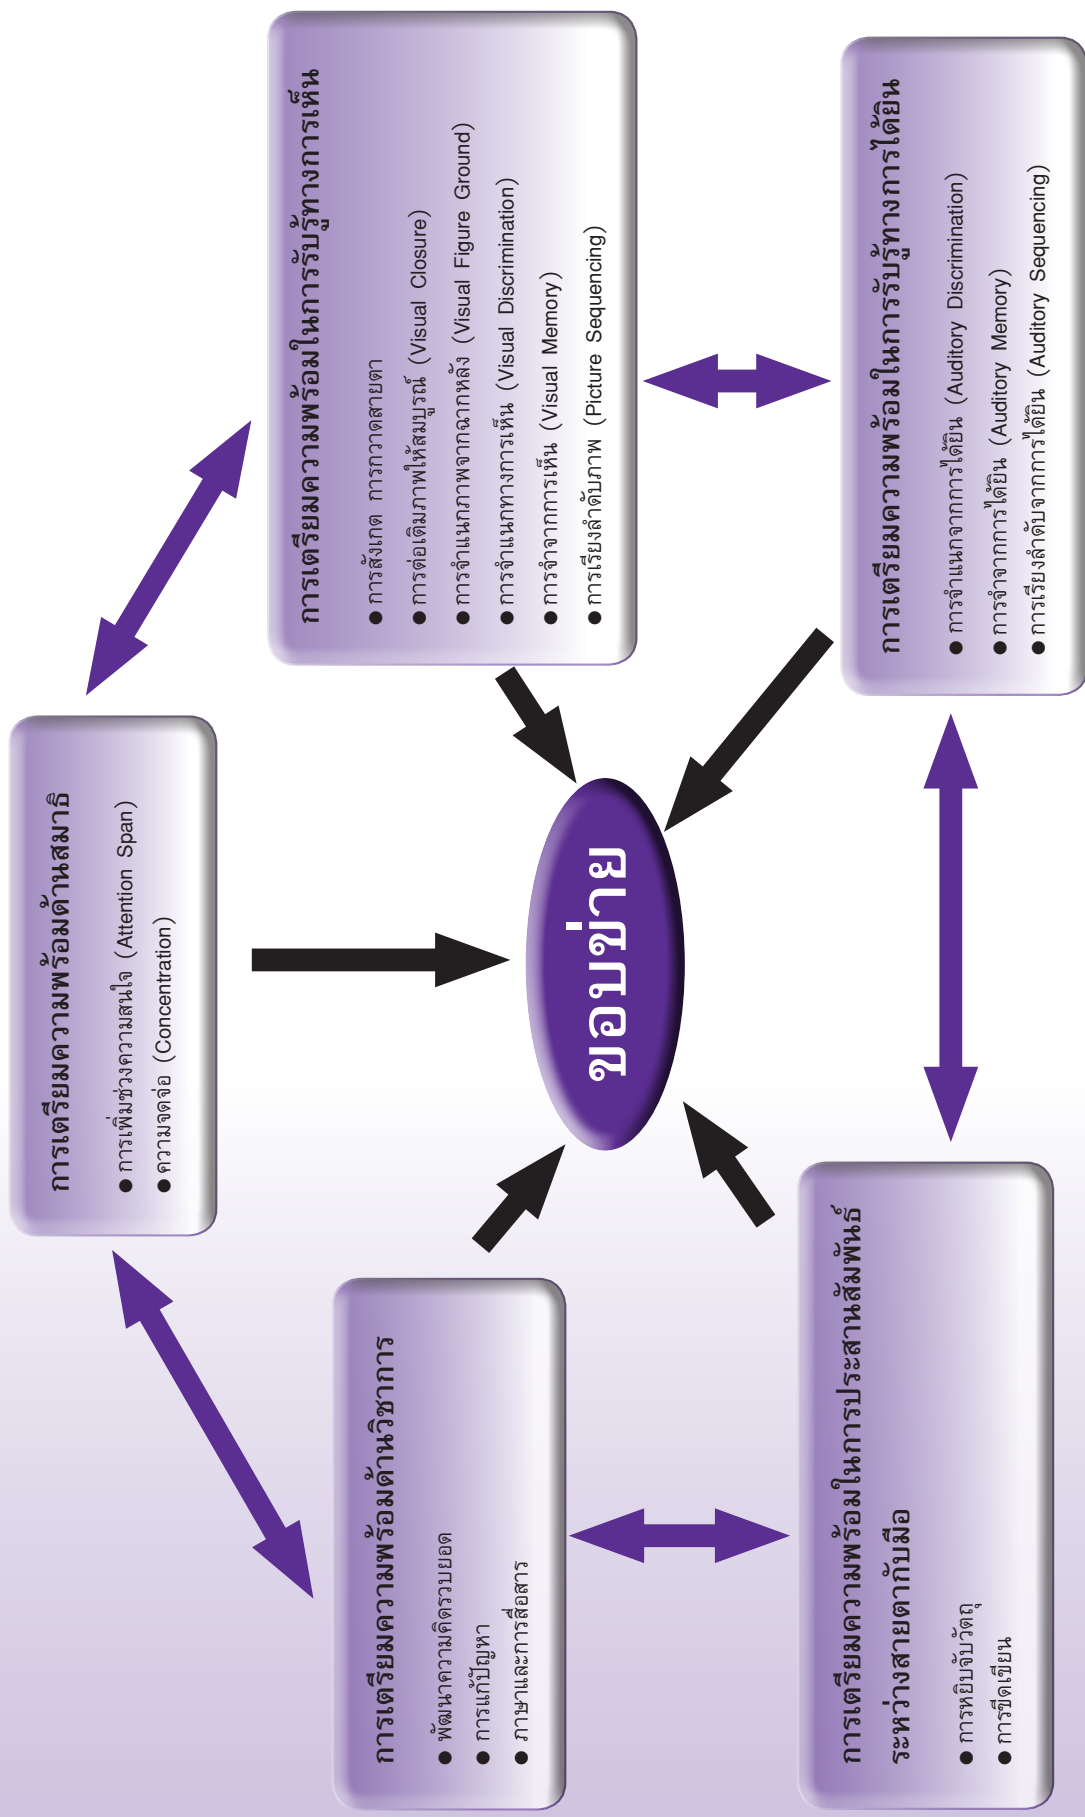 การเตรียมความพร้อมด้านสมาธิ
● การเพิ่มช่วงความสนใจ (Attention Span)
● ความจดจ่อ (Concentration)
การเตรียมความพร้อมด้านวิชาการ
● พัฒนาความคิดรวบยอด
● การแก้ปัญหา
● ภาษาและการสื่อสาร
ขอบข่าย
การเตรียมความพร้อมในการรับรู้ทางการเห็น
● การสังเกต การกวาดสายตา
● การต่อเติมภาพให้สมบูรณ์ (Visual Closure)
● การจำแนกภาพจากฉากหลัง (Visual Figure Ground)
● การจำแนกทางการเห็น (Visual Discrimination)
● การจำจากการเห็น (Visual Memory)
● การเรียงลำดับภาพ (Picture Sequencing)
การเตรียมความพร้อมในการประสานสัมพันธ์
ระหว่างสายตากับมือ
● การหยิบจับวัตถุ
● การขีดเขียน
การเตรียมความพร้อมในการรับรู้ทางการได้ยิน
● การจำแนกจากการได้ยิน (Auditory Discrimination)
● การจำจากการได้ยิน (Auditory Memory)
● การเรียงลำดับจากการได้ยิน (Auditory Sequencing)